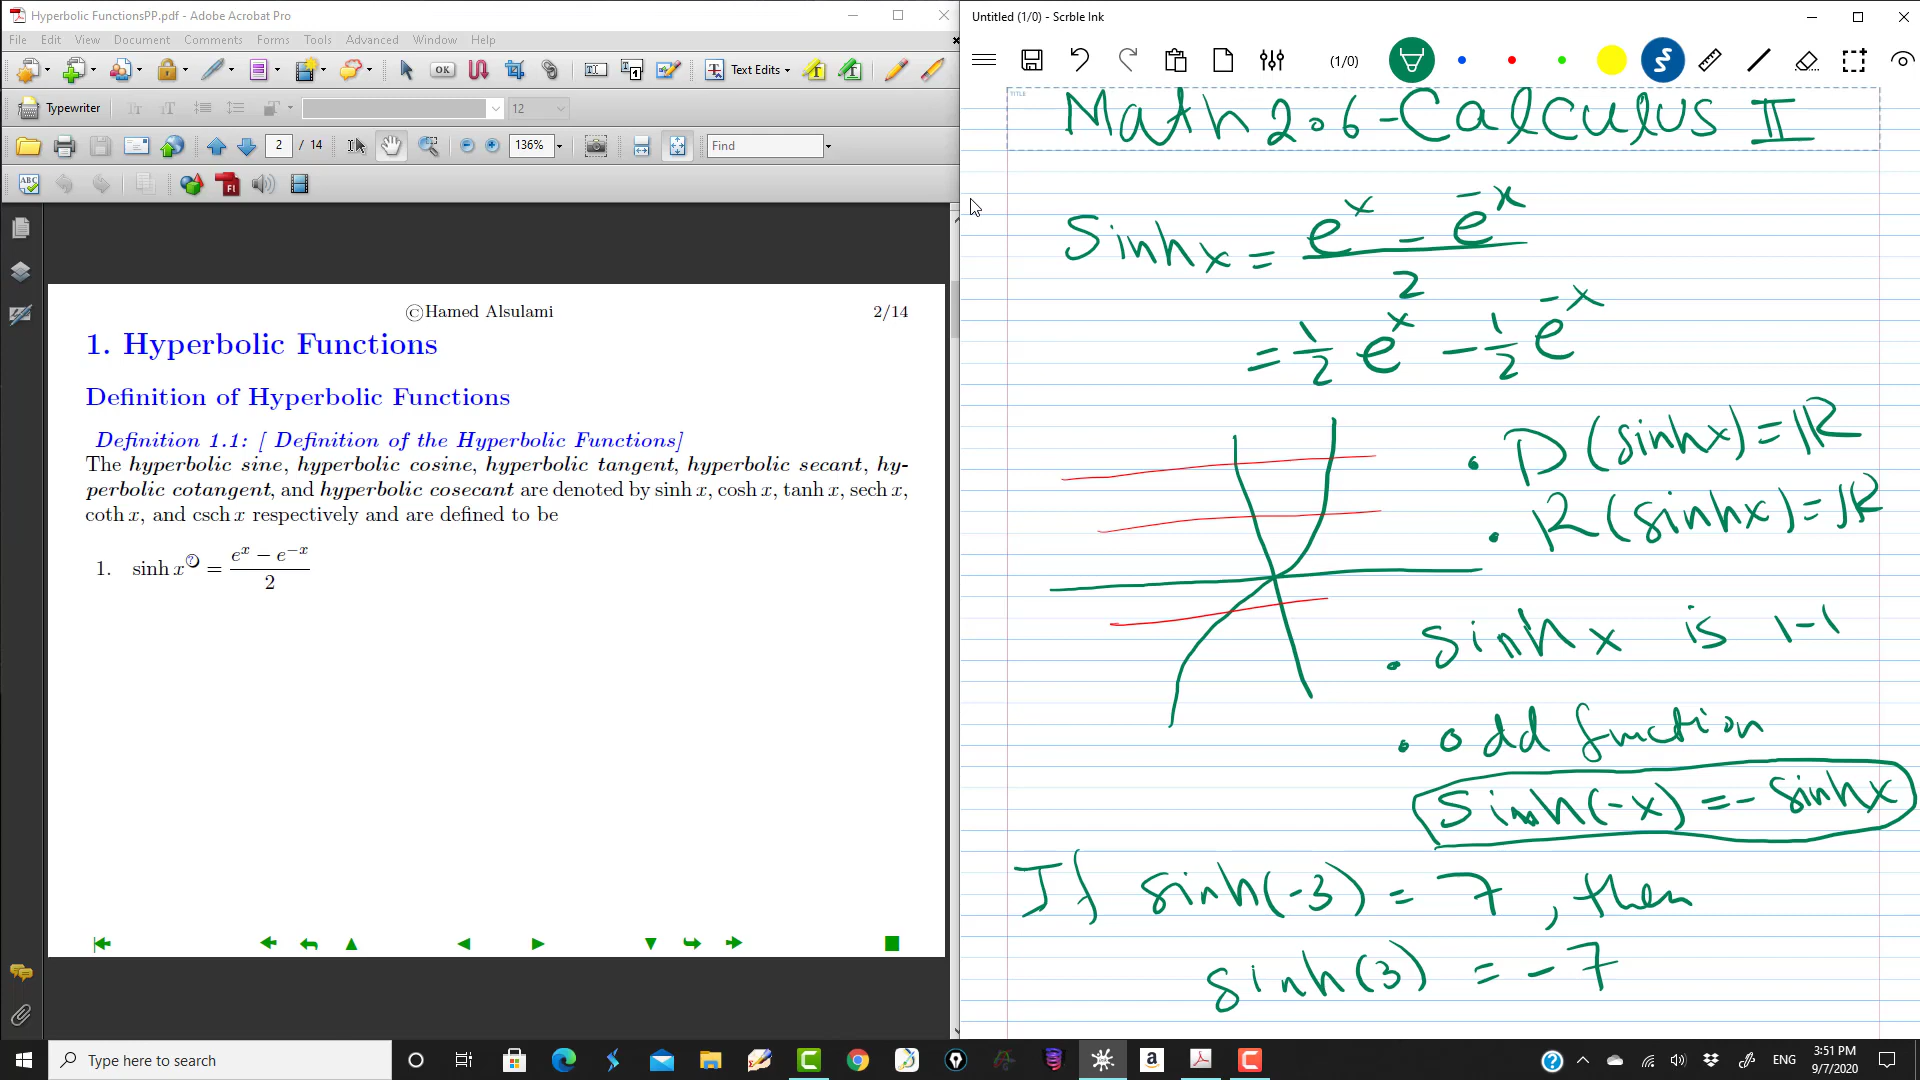 Hyperbolic FunctionsPP.pdf - Adobe Acrobat Pro
File Edit View Document Comments Forms Tools Advanced Window Help
OK Text Edits
Typewriter 12
2 / 14 136% Find
©Hamed Alsulami 2/14
1. Hyperbolic Functions
Definition of Hyperbolic Functions
Definition 1.1: [ Definition of the Hyperbolic Functions]
The hyperbolic sine, hyperbolic cosine, hyperbolic tangent, hyperbolic secant, hy-
perbolic cotangent, and hyperbolic cosecant are denoted by sinh x, cosh x, tanh x, sech x,
coth x, and csch x respectively and are defined to be
1. sinh x = (e^x − e^−x)/2
Untitled (1/0) - Scrble Ink
(1/0)
TITLE
Math 206 - Calculus II
Sinh x = (e^x - e^-x)/2
= 1/2 e^x - 1/2 e^-x
• D(sinhx) = ℝ
• R(sinhx) = ℝ
• sinh x is 1-1
• odd function
Sinh(-x) = - sinhx
If sinh(-3) = 7, then
sinh(3) = -7
Type here to search
ENG
3:51 PM
9/7/2020